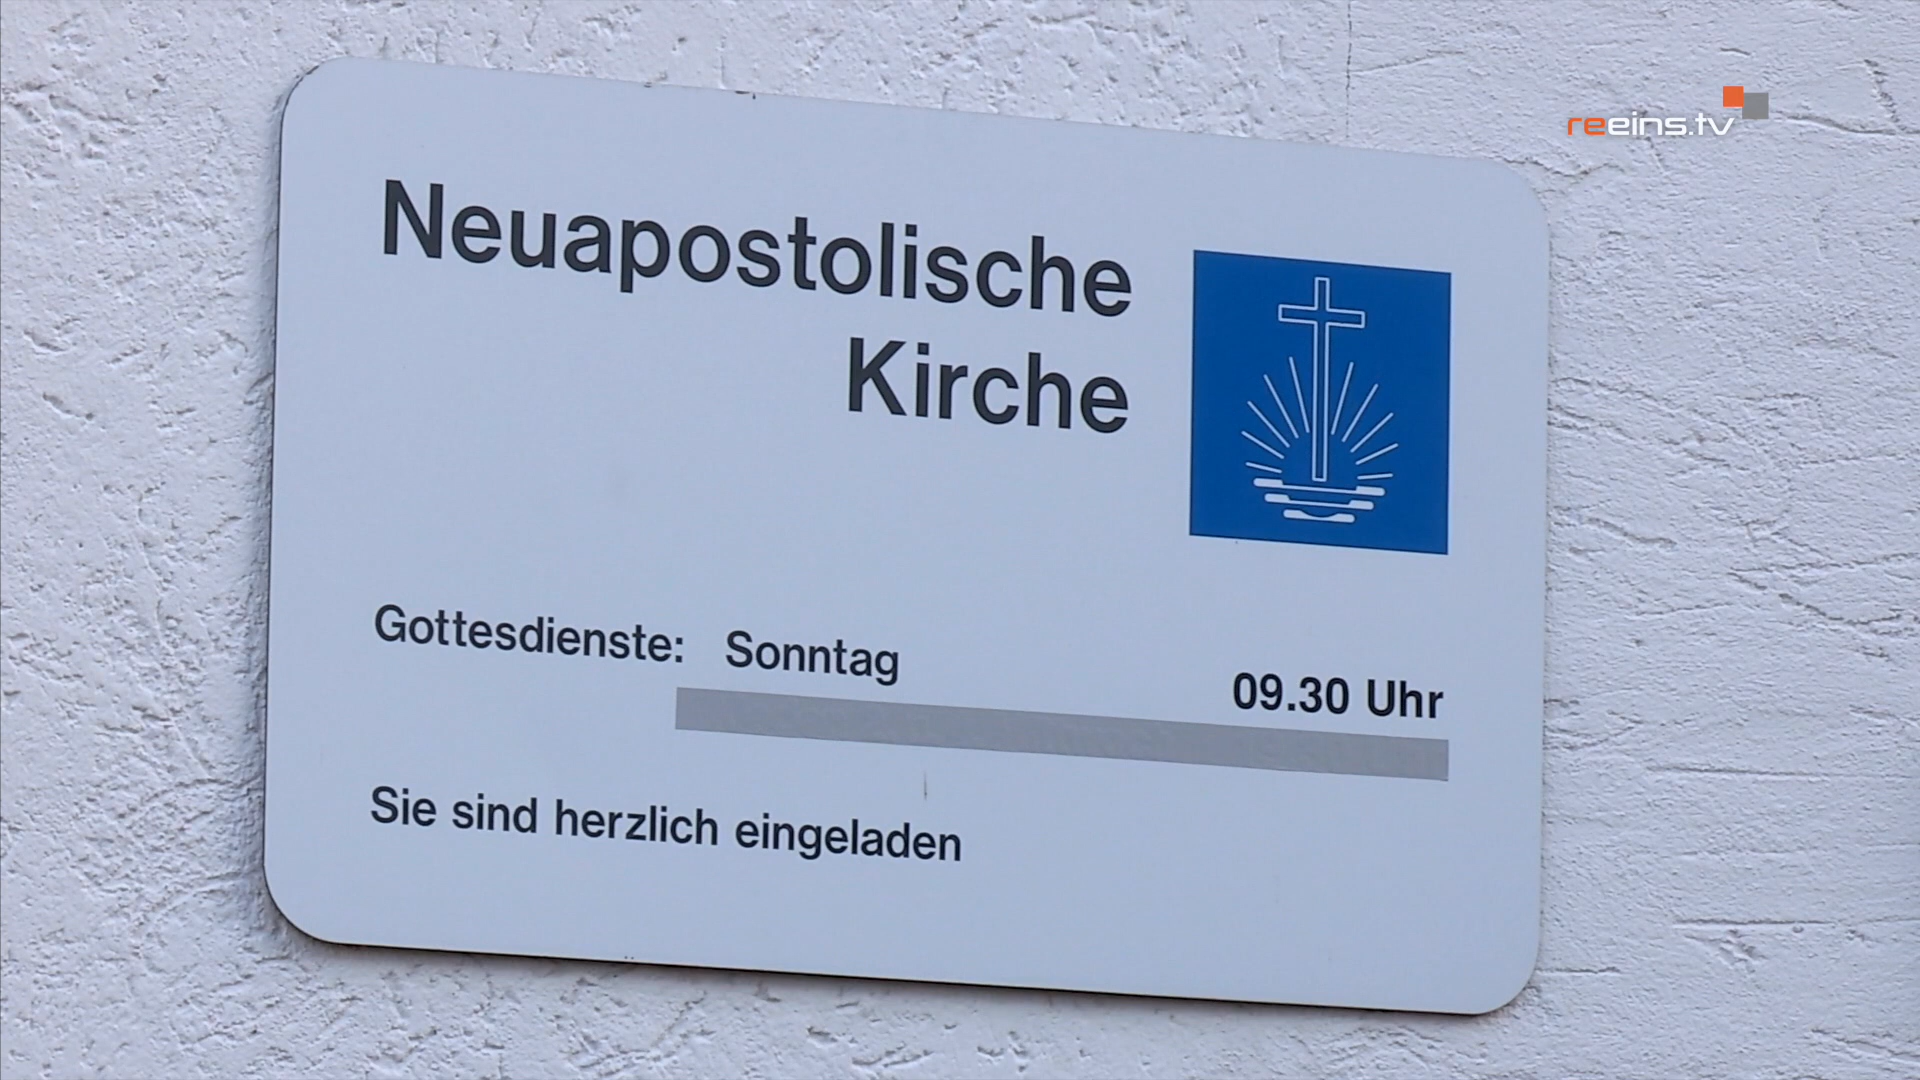 reeins.tv
Neuapostolische
Kirche
Gottesdienste: Sonntag 09.30 Uhr
Sie sind herzlich eingeladen